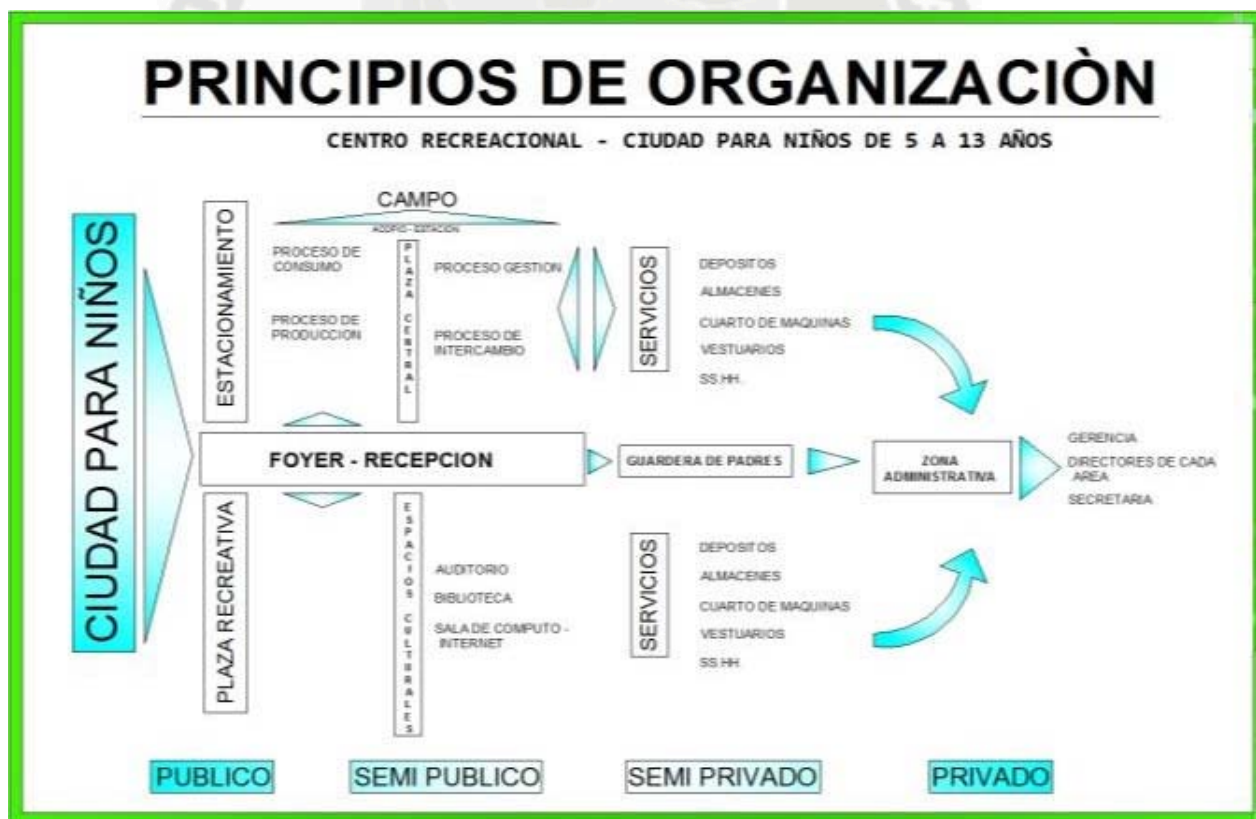 PRINCIPIOS DE ORGANIZACIÒN
CENTRO RECREACIONAL - CIUDAD PARA NIÑOS DE 5 A 13 AÑOS
CIUDAD PARA NIÑOS
ESTACIONAMIENTO
CAMPO
ACOPIO - ESTACION
PROCESO DE
CONSUMO
PROCESO DE
PRODUCCION
PLAZA CENTRAL
PROCESO GESTION
PROCESO DE
INTERCAMBIO
SERVICIOS
DEPOSITOS
ALMACENES
CUARTO DE MAQUINAS
VESTUARIOS
SS.HH.
FOYER - RECEPCION
GUARDERA DE PADRES
ZONA
ADMINISTRATIVA
GERENCIA
DIRECTORES DE CADA
AREA
SECRETARIA
PLAZA RECREATIVA
ESPACIOS CULTURALES
AUDITORIO
BIBLIOTECA
SALA DE COMPUTO -
INTERNET
SERVICIOS
DEPOSITOS
ALMACENES
CUARTO DE MAQUINAS
VESTUARIOS
SS.HH
PUBLICO
SEMI PUBLICO
SEMI PRIVADO
PRIVADO